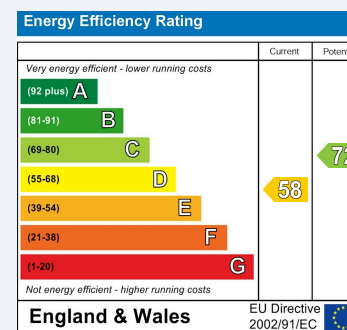 Energy Efficiency Rating
Current
Very energy efficient - lower running costs
(92 plus) A
(81-91) B
(69-80) C
(55-68) D
58
(39-54) E
(21-38) F
(1-20) G
Not energy efficient - higher running costs
England & Wales
EU Directive
2002/91/EC